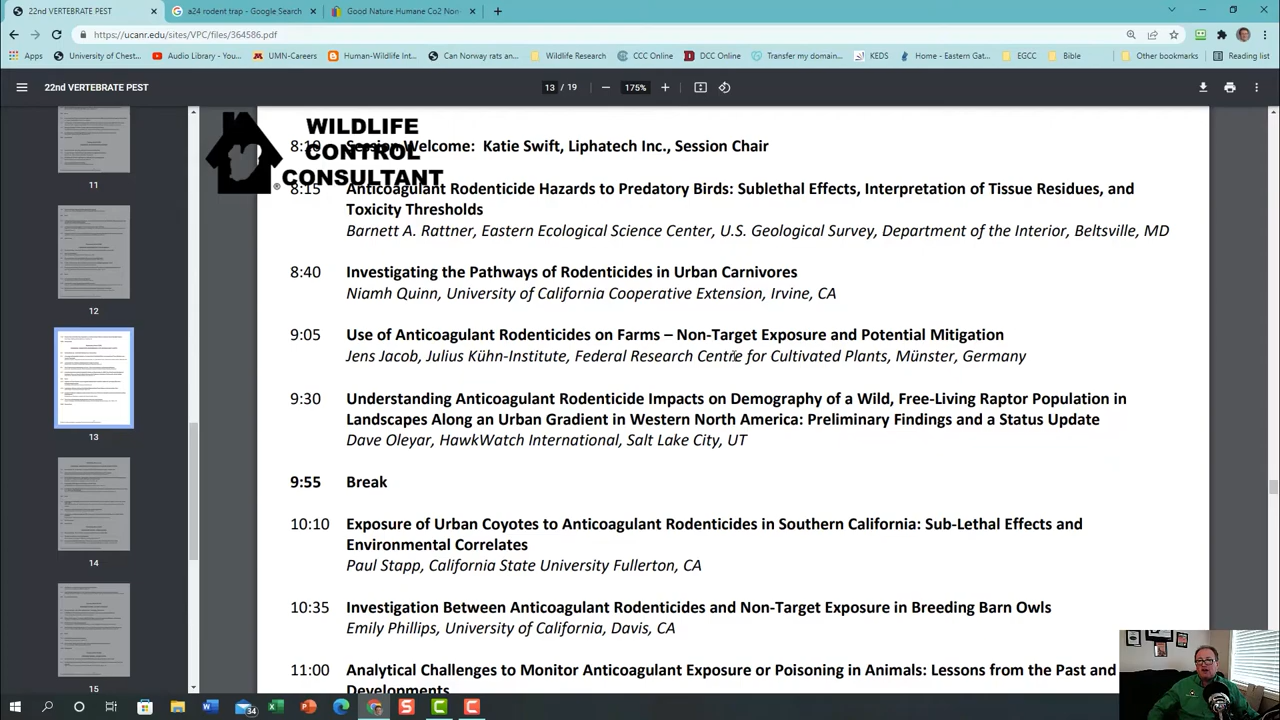 22nd VERTEBRATE PEST
a24 rodent trap - Google Search
Good Nature Humane Co2 Non-
https://ucanr.edu/sites/VPC/files/364586.pdf
Apps
University of Chest...
Audio Library - You...
UMN-Careers
Human-Wildlife Int...
Can Norway rats an...
Wildlife Research
CCC Online
DCC Online
Transfer my domain...
KEDS
Home - Eastern Gat...
EGCC
Bible
Other bookmarks
Reading list
22nd VERTEBRATE PEST
13 / 19
175%
11
12
13
14
15
WILDLIFE
CONTROL
CONSULTANT
®
8:10 Session Welcome: Katie Swift, Liphatech Inc., Session Chair
8:15 Anticoagulant Rodenticide Hazards to Predatory Birds: Sublethal Effects, Interpretation of Tissue Residues, and
Toxicity Thresholds
Barnett A. Rattner, Eastern Ecological Science Center, U.S. Geological Survey, Department of the Interior, Beltsville, MD
8:40 Investigating the Pathways of Rodenticides in Urban Carnivores
Niamh Quinn, University of California Cooperative Extension, Irvine, CA
9:05 Use of Anticoagulant Rodenticides on Farms – Non-Target Exposure and Potential Mitigation
Jens Jacob, Julius Kühn-Institute, Federal Research Centre for Cultivated Plants, Münster, Germany
9:30 Understanding Anticoagulant Rodenticide Impacts on Demography of a Wild, Free-Living Raptor Population in
Landscapes Along an Urban Gradient in Western North America: Preliminary Findings and a Status Update
Dave Oleyar, HawkWatch International, Salt Lake City, UT
9:55 Break
10:10 Exposure of Urban Coyotes to Anticoagulant Rodenticides in Southern California: Sub-Lethal Effects and
Environmental Correlates
Paul Stapp, California State University Fullerton, CA
10:35 Investigation Between Anticoagulant Rodenticides and Non-Target Exposure in Breeding Barn Owls
Emily Phillips, University of California, Davis, CA
11:00 Analytical Challenges to Monitor Anticoagulant Exposure or Poisoning in Animals: Lessons from the Past and
Developments
34